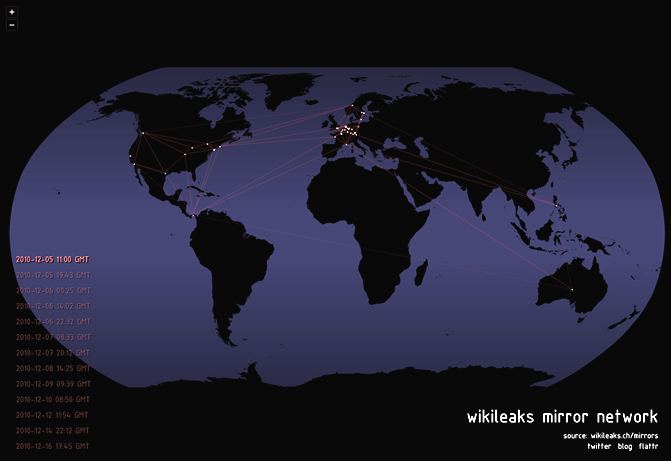 +
−
2010-12-05 11:00 GMT
2010-12-05 19:43 GMT
2010-12-06 00:25 GMT
2010-12-06 14:02 GMT
2010-12-06 22:32 GMT
2010-12-07 08:33 GMT
2010-12-07 20:12 GMT
2010-12-08 14:25 GMT
2010-12-09 09:39 GMT
2010-12-10 08:50 GMT
2010-12-12 11:54 GMT
2010-12-14 22:12 GMT
2010-12-16 17:45 GMT
wikileaks mirror network
source: wikileaks.ch/mirrors
twitter blog flattr